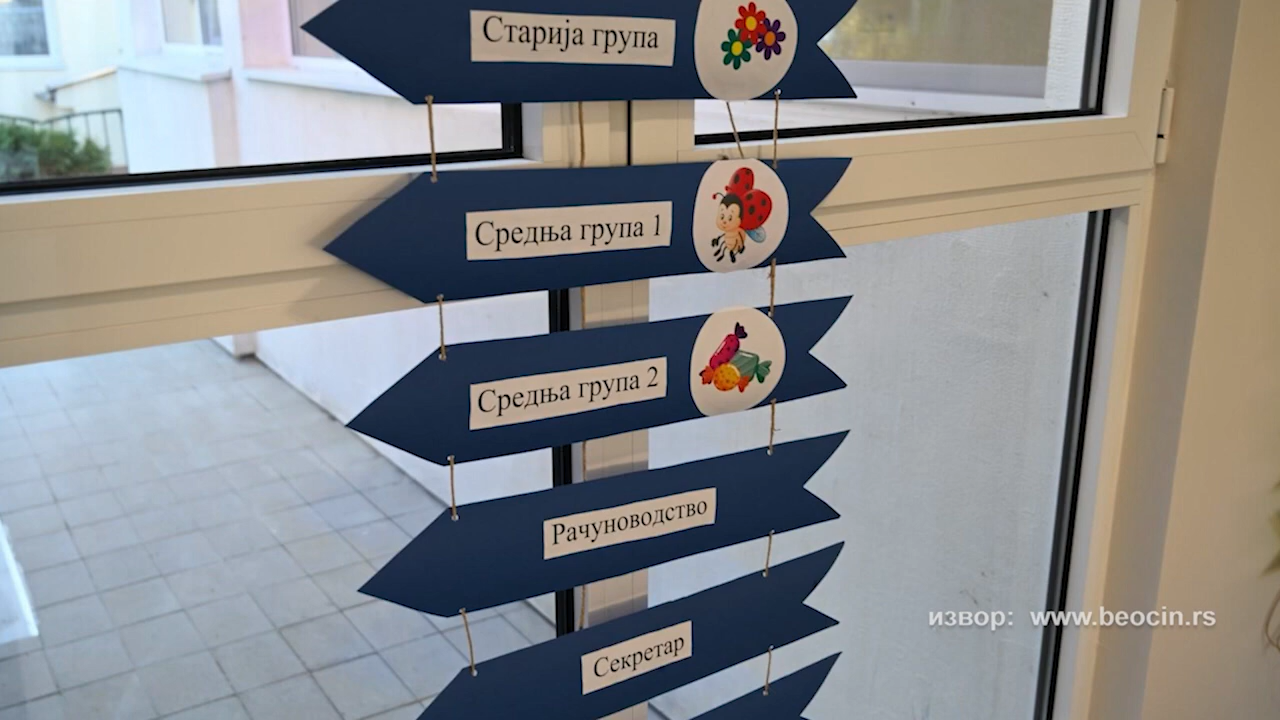 Старија група
Средња група 1
Средња група 2
Рачуноводство
Секретар
извор: www.beocin.rs